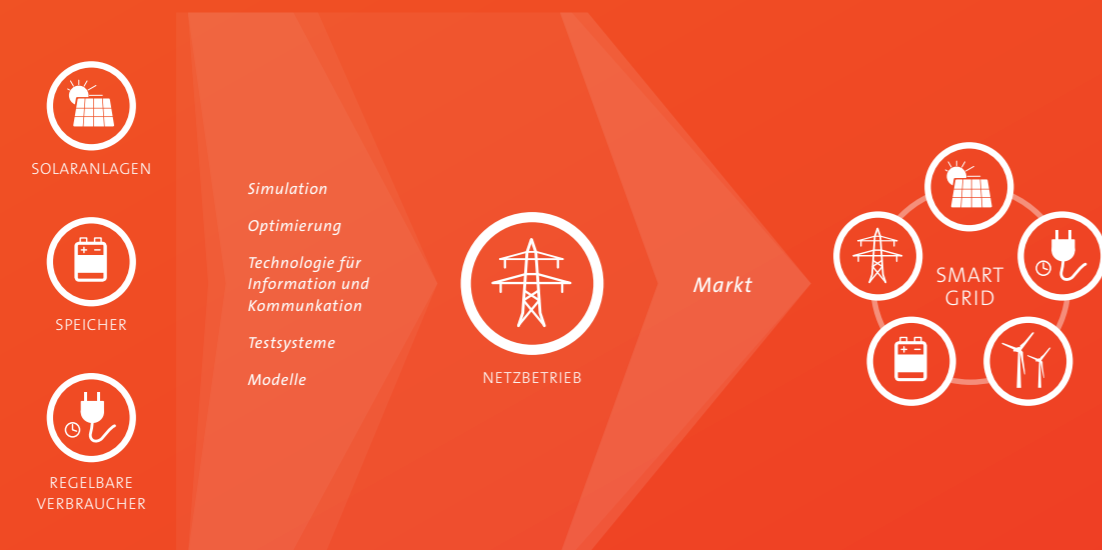 SOLARANLAGEN
SPEICHER
REGELBARE
VERBRAUCHER
Simulation
Optimierung
Technologie für
Information und
Kommunkation
Testsysteme
Modelle
NETZBETRIEB
Markt
SMART
GRID